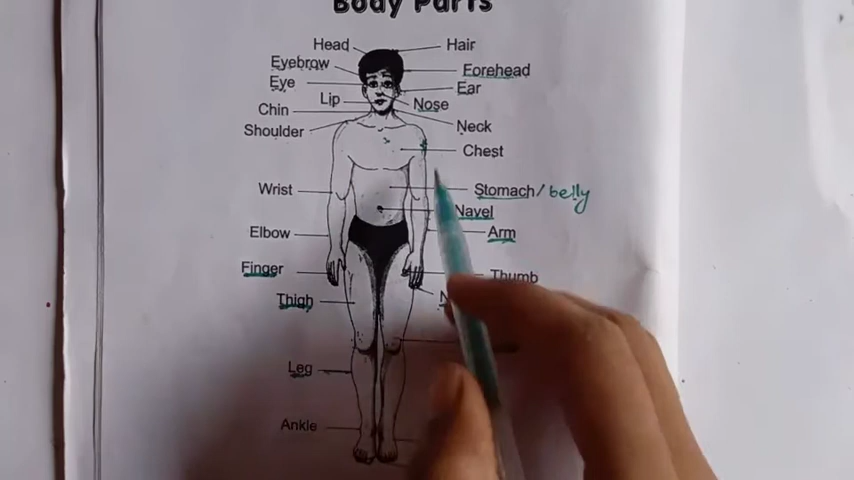 Body Parts
Head
Hair
Eyebrow
Forehead
Eye
Ear
Lip
Nose
Chin
Neck
Shoulder
Chest
Wrist
Stomach/ belly
Navel
Elbow
Arm
Finger
Thumb
Thigh
Leg
Ankle